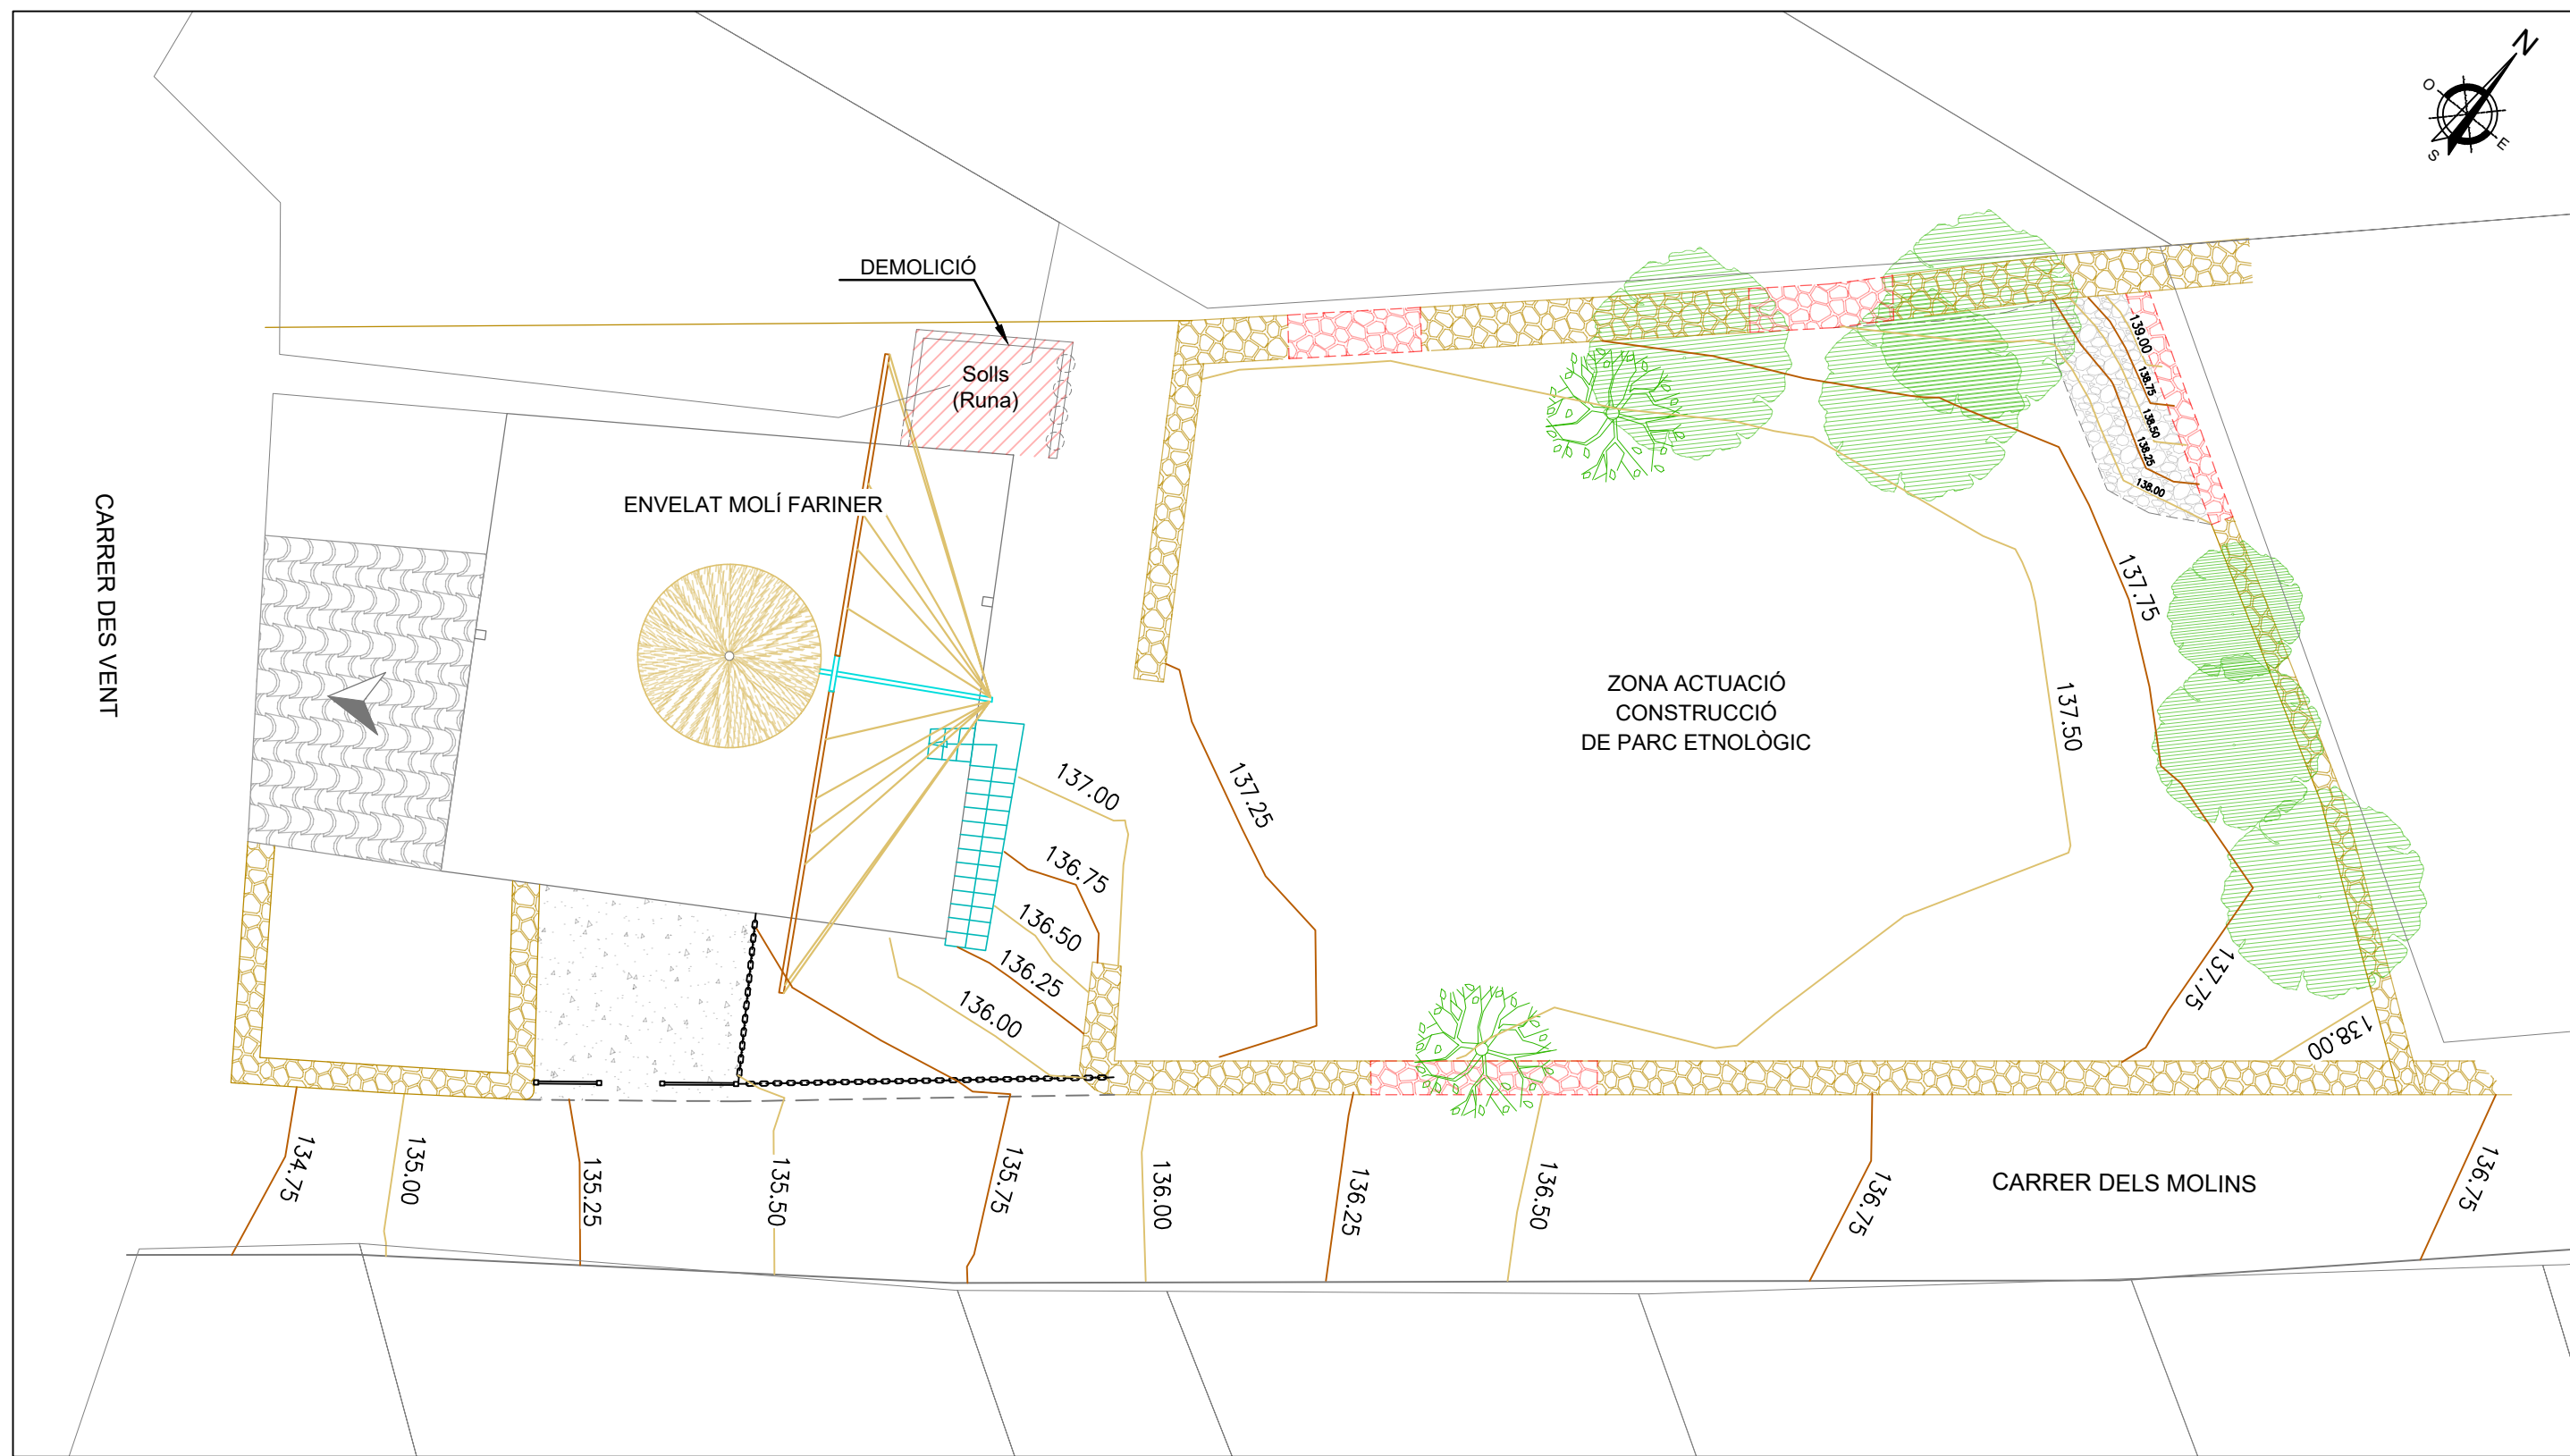 N
O
E
S
DEMOLICIÓ
Solls
(Runa)
139.00
138.75
138.50
138.25
138.00
ENVELAT MOLÍ FARINER
CARRER DES VENT
137.75
137.50
ZONA ACTUACIÓ
CONSTRUCCIÓ
DE PARC ETNOLÒGIC
137.25
137.00
136.75
136.50
136.25
136.00
137.75
138.00
134.75
135.00
135.25
135.50
135.75
136.00
136.25
136.50
136.75
CARRER DELS MOLINS
136.75